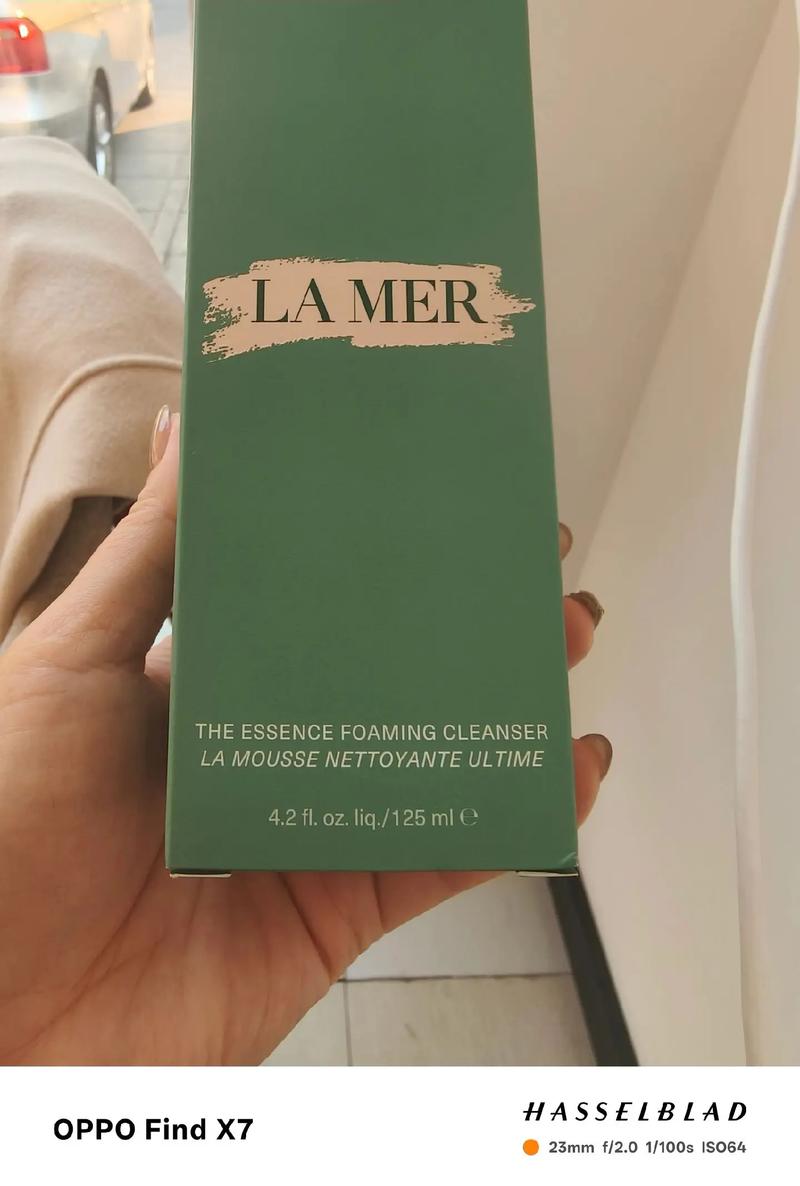 LA MER
THE ESSENCE FOAMING CLEANSER
LA MOUSSE NETTOYANTE ULTIME
4.2 fl. oz. liq./125 ml ℮
OPPO Find X7
HASSELBLAD
23mm f/2.0 1/100s ISO64